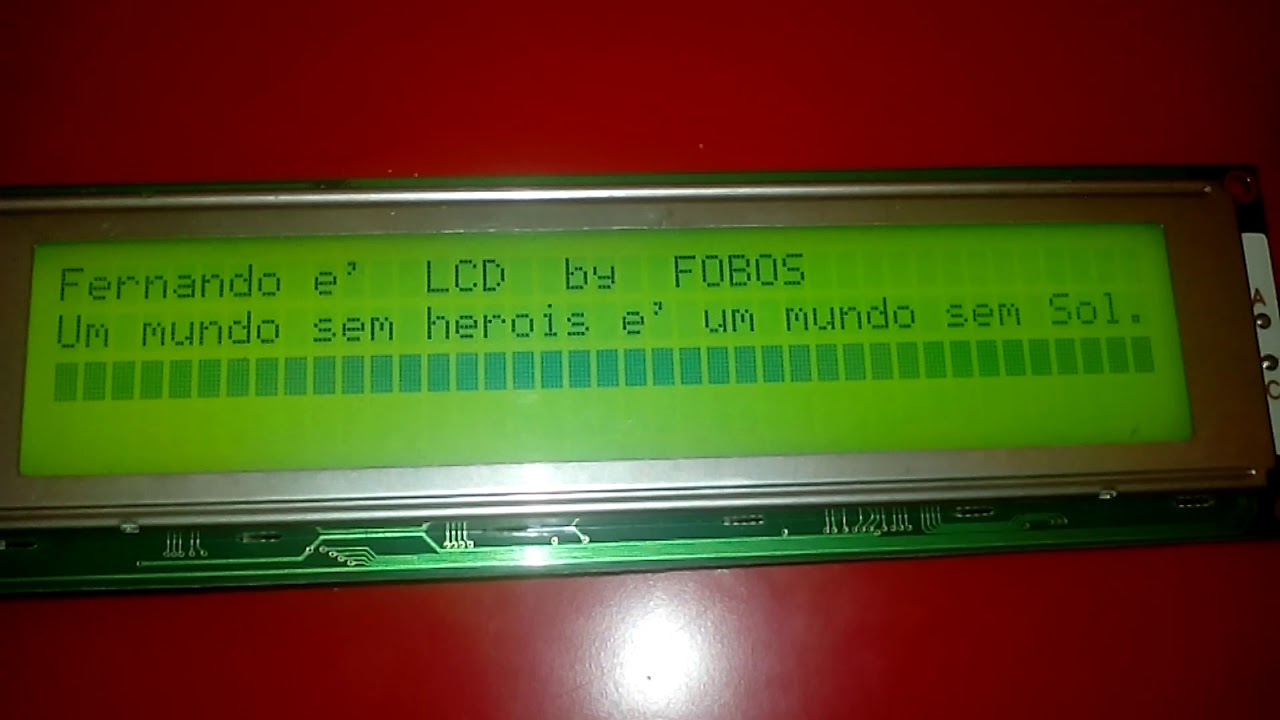 Fernando e' LCD by FOBOS
Um mundo sem herois e' um mundo sem Sol.
A
C